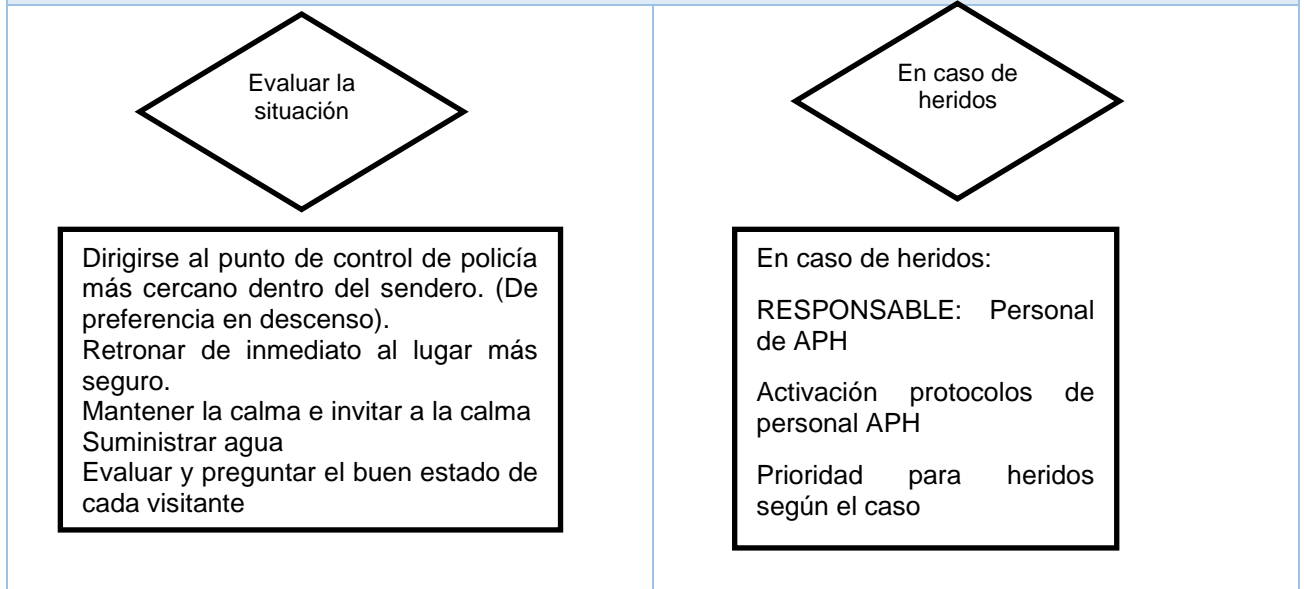 Evaluar la
situación
Dirigirse al punto de control de policía
más cercano dentro del sendero. (De
preferencia en descenso).
Retronar de inmediato al lugar más
seguro.
Mantener la calma e invitar a la calma
Suministrar agua
Evaluar y preguntar el buen estado de
cada visitante
En caso de
heridos
En caso de heridos:
RESPONSABLE: Personal
de APH
Activación protocolos de
personal APH
Prioridad para heridos
según el caso